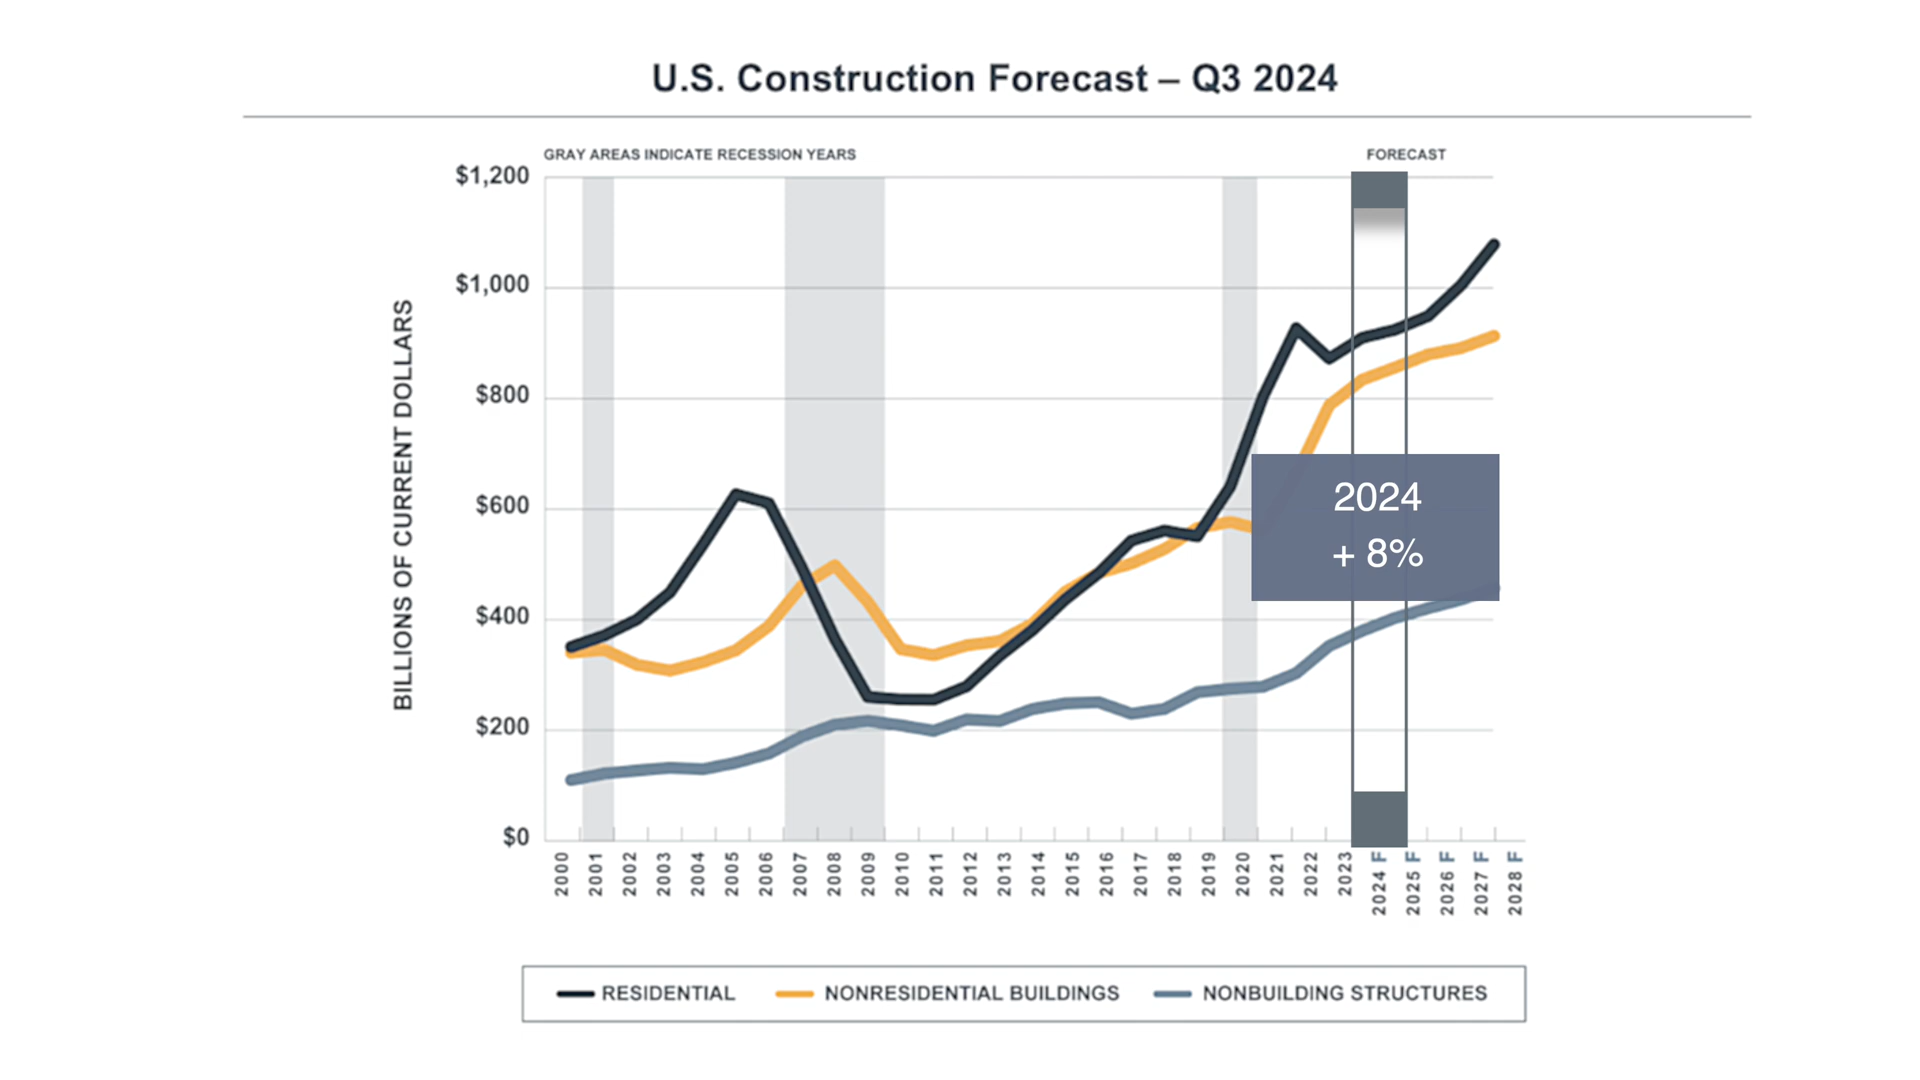 U.S. Construction Forecast – Q3 2024
GRAY AREAS INDICATE RECESSION YEARS
FORECAST
BILLIONS OF CURRENT DOLLARS
$1,200
$1,000
$800
$600
$400
$200
$0
2024
+ 8%
2000
2001
2002
2003
2004
2005
2006
2007
2008
2009
2010
2011
2012
2013
2014
2015
2016
2017
2018
2019
2020
2021
2022
2023
2024 F
2025 F
2026 F
2027 F
2028 F
RESIDENTIAL
NONRESIDENTIAL BUILDINGS
NONBUILDING STRUCTURES